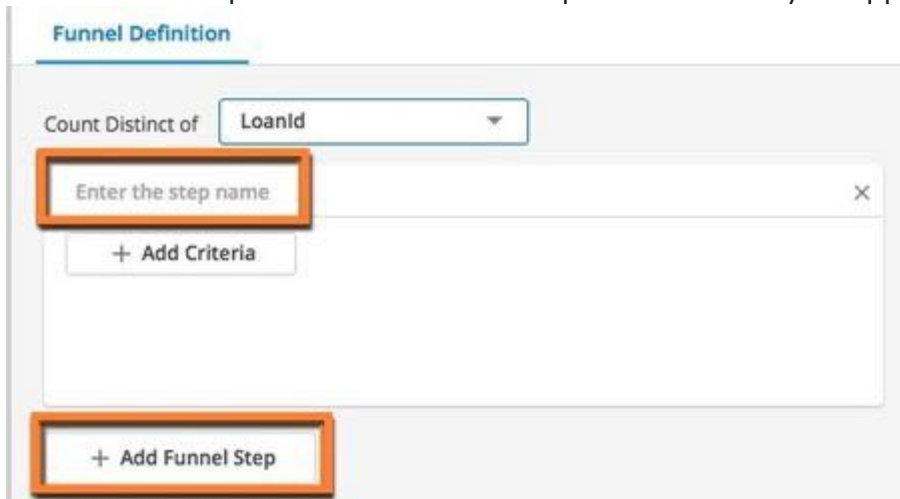 Funnel Definition
Count Distinct of LoanId
Enter the step name
+ Add Criteria
+ Add Funnel Step